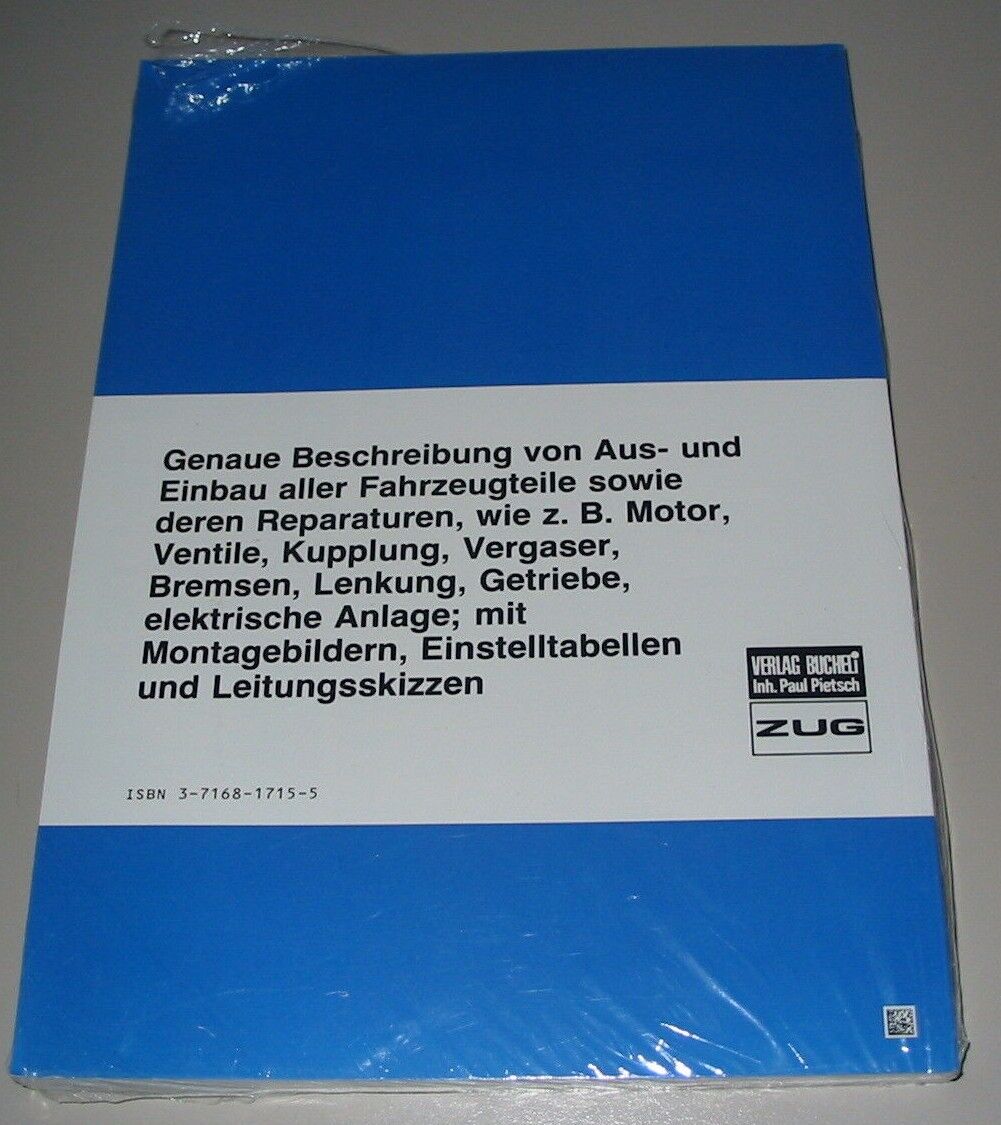 Genaue Beschreibung von Aus- und
Einbau aller Fahrzeugteile sowie
deren Reparaturen, wie z. B. Motor,
Ventile, Kupplung, Vergaser,
Bremsen, Lenkung, Getriebe,
elektrische Anlage; mit
Montagebildern, Einstelltabellen
und Leitungsskizzen
VERLAG BUCHELI
Inh. Paul Pietsch
ZUG
ISBN 3-7168-1715-5